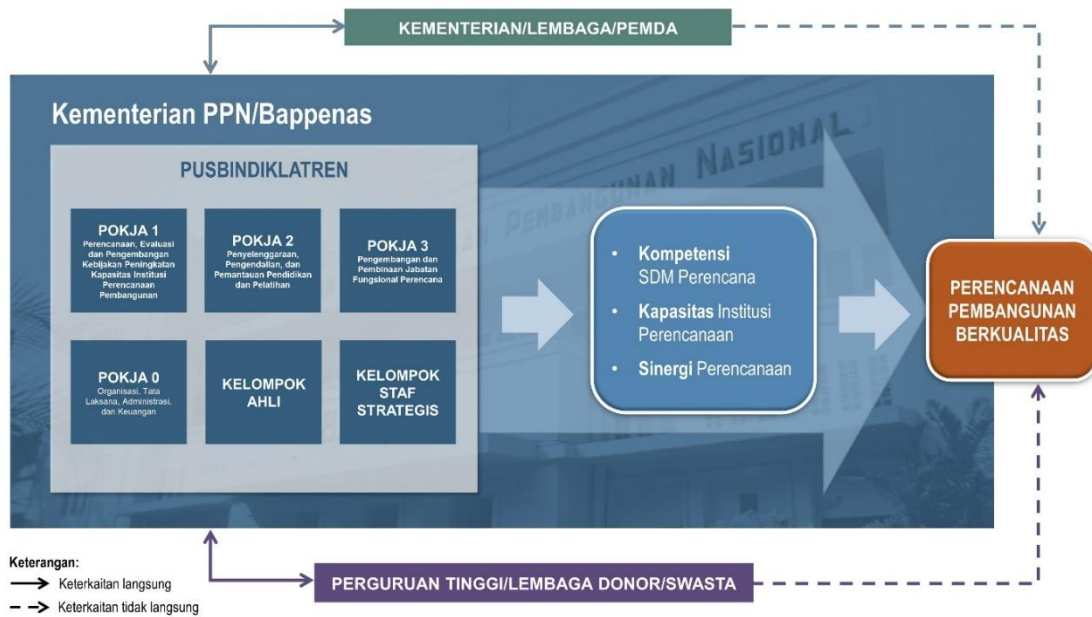 KEMENTERIAN/LEMBAGA/PEMDA
Kementerian PPN/Bappenas
PUSBINDIKLATREN
POKJA 1
Perencanaan, Evaluasi
dan Pengembangan
Kebijakan Peningkatan
Kapasitas Institusi
Perencanaan
Pembangunan
POKJA 2
Penyelenggaraan,
Pengendalian, dan
Pemantauan Pendidikan
dan Pelatihan
POKJA 3
Pengembangan dan
Pembinaan Jabatan
Fungsional Perencana
POKJA 0
Organisasi, Tata
Laksana, Administrasi,
dan Keuangan
KELOMPOK
AHLI
KELOMPOK
STAF
STRATEGIS
PEMBANGUNAN NASIONAL
• Kompetensi
SDM Perencana
• Kapasitas Institusi
Perencanaan
• Sinergi Perencanaan
PERENCANAAN
PEMBANGUNAN
BERKUALITAS
PERGURUAN TINGGI/LEMBAGA DONOR/SWASTA
Keterangan:
Keterkaitan langsung
Keterkaitan tidak langsung